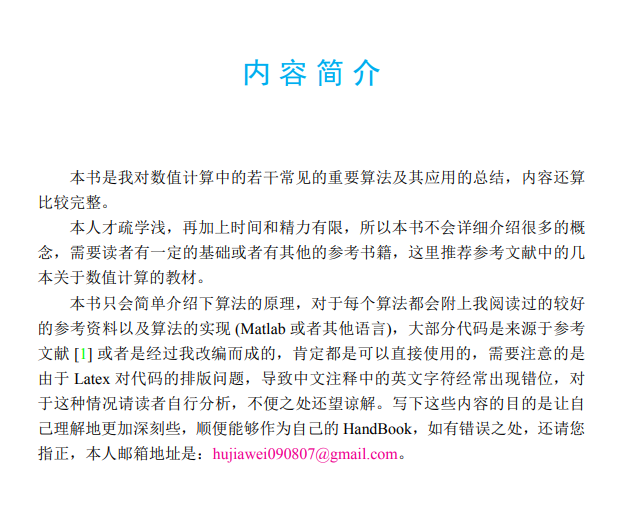 内 容 简 介
本书是我对数值计算中的若干常见的重要算法及其应用的总结，内容还算
比较完整。
本人才疏学浅，再加上时间和精力有限，所以本书不会详细介绍很多的概
念，需要读者有一定的基础或者有其他的参考书籍，这里推荐参考文献中的几
本关于数值计算的教材。
本书只会简单介绍下算法的原理，对于每个算法都会附上我阅读过的较好
的参考资料以及算法的实现 (Matlab 或者其他语言)，大部分代码是来源于参考
文献 [1] 或者是经过我改编而成的，肯定都是可以直接使用的，需要注意的是
由于 Latex 对代码的排版问题，导致中文注释中的英文字符经常出现错位，对
于这种情况请读者自行分析，不便之处还望谅解。写下这些内容的目的是让自
己理解地更加深刻些，顺便能够作为自己的 HandBook，如有错误之处，还请您
指正，本人邮箱地址是：hujiawei090807@gmail.com。